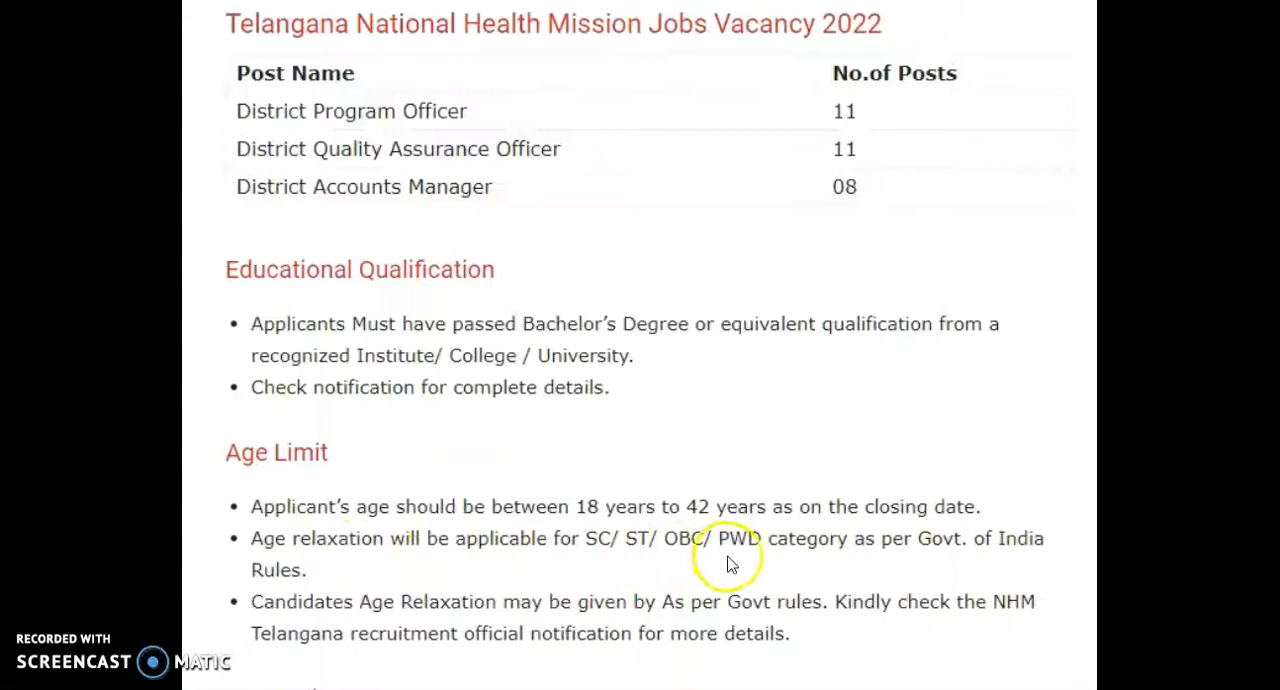 Telangana National Health Mission Jobs Vacancy 2022
Post Name No.of Posts
District Program Officer 11
District Quality Assurance Officer 11
District Accounts Manager 08
Educational Qualification
• Applicants Must have passed Bachelor’s Degree or equivalent qualification from a
recognized Institute/ College / University.
• Check notification for complete details.
Age Limit
• Applicant’s age should be between 18 years to 42 years as on the closing date.
• Age relaxation will be applicable for SC/ ST/ OBC/ PWD category as per Govt. of India
Rules.
• Candidates Age Relaxation may be given by As per Govt rules. Kindly check the NHM
Telangana recruitment official notification for more details.
RECORDED WITH
SCREENCAST MATIC